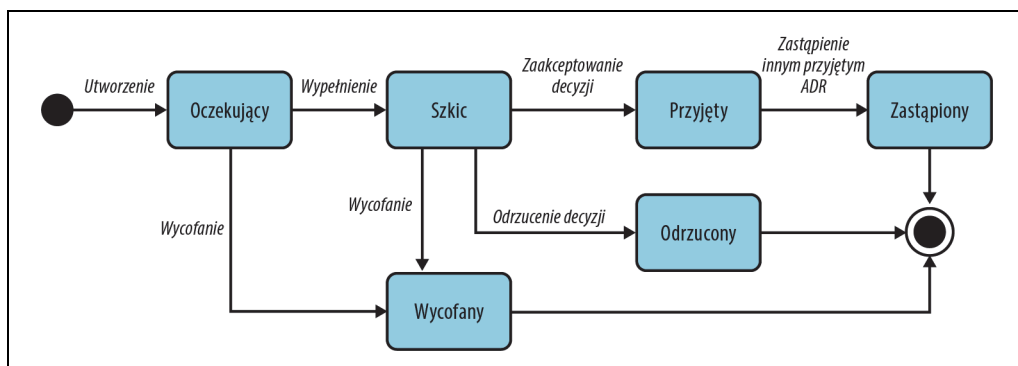 Zastąpienie
innym przyjętym
ADR
Zaakceptowanie
decyzji
Utworzenie
Wypełnienie
Oczekujący
Szkic
Przyjęty
Zastąpiony
Wycofanie
Wycofanie
Odrzucenie decyzji
Odrzucony
Wycofany